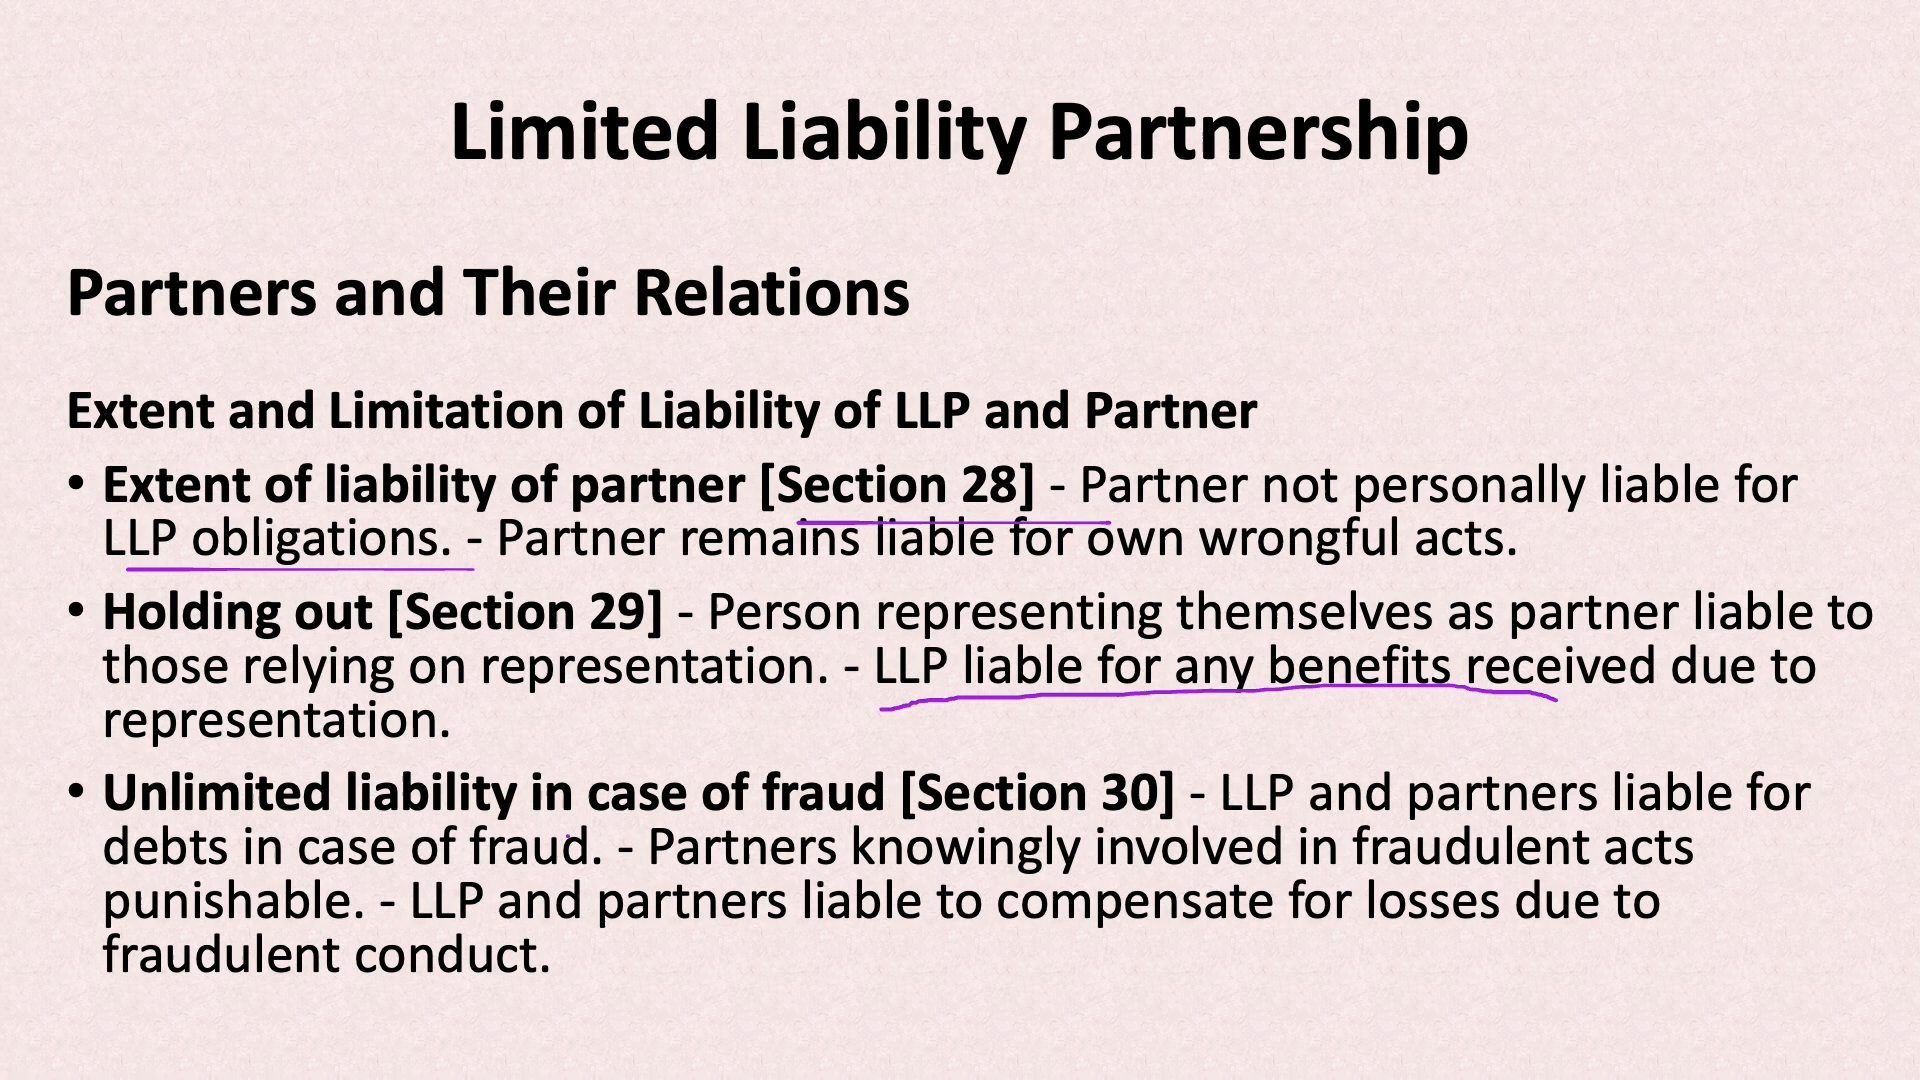 Limited Liability Partnership
Partners and Their Relations
Extent and Limitation of Liability of LLP and Partner
• Extent of liability of partner [Section 28] - Partner not personally liable for
LLP obligations. - Partner remains liable for own wrongful acts.
• Holding out [Section 29] - Person representing themselves as partner liable to
those relying on representation. - LLP liable for any benefits received due to
representation.
• Unlimited liability in case of fraud [Section 30] - LLP and partners liable for
debts in case of fraud. - Partners knowingly involved in fraudulent acts
punishable. - LLP and partners liable to compensate for losses due to
fraudulent conduct.